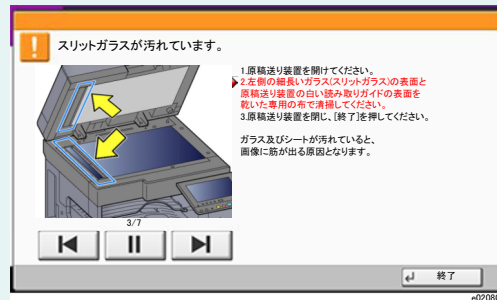 スリットガラスが汚れています。
1.原稿送り装置を開けてください。
2.左側の細長いガラス(スリットガラス)の表面と
原稿送り装置の白い読み取りガイドの表面を
乾いた専用の布で清掃してください。
3.原稿送り装置を閉じ、[終了]を押してください。
ガラス及びシートが汚れていると、
画像に筋が出る原因となります。
3/7
終了
e0208